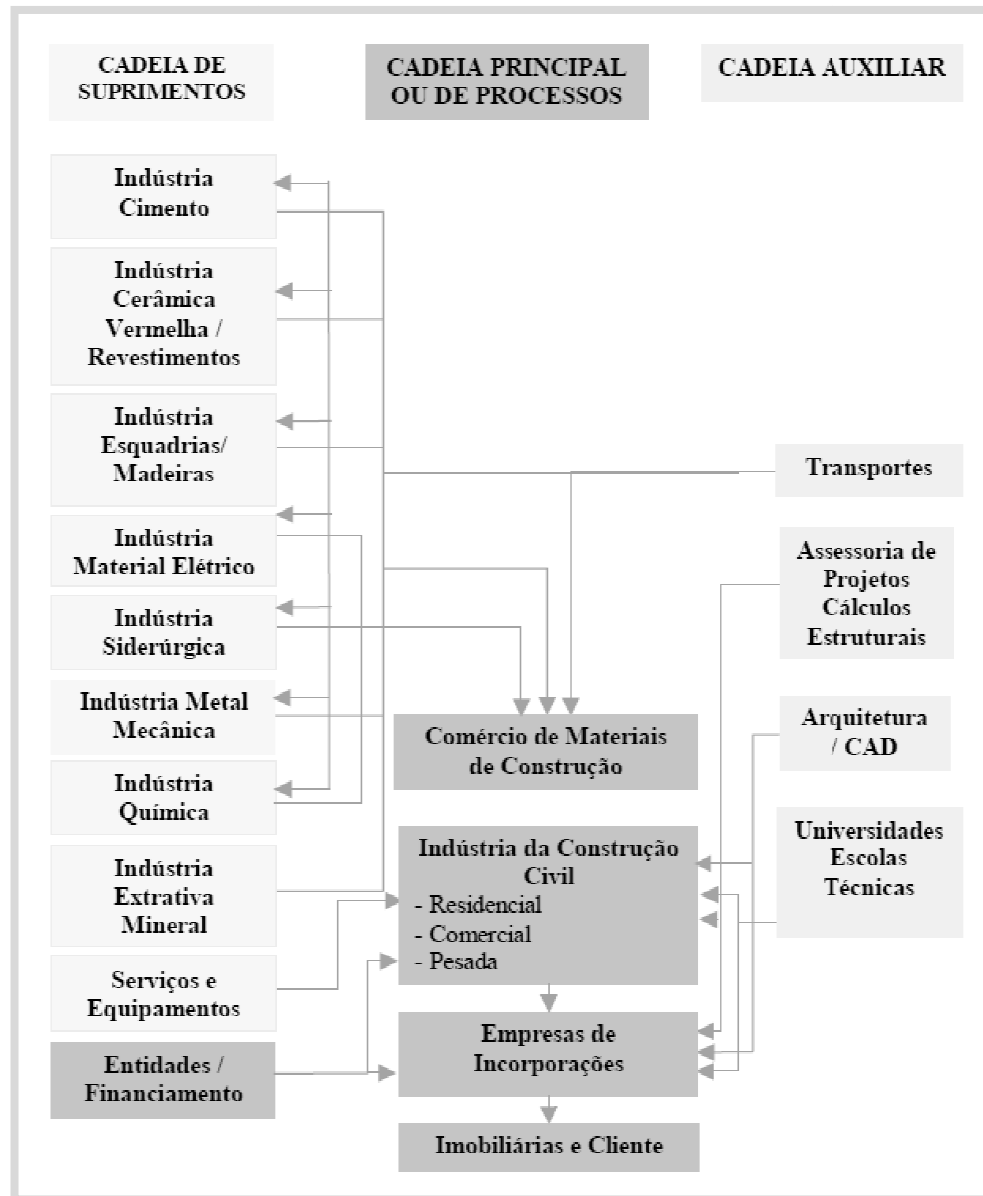 CADEIA DE
SUPRIMENTOS
CADEIA PRINCIPAL
OU DE PROCESSOS
CADEIA AUXILIAR
Indústria
Cimento
Indústria
Cerâmica
Vermelha /
Revestimentos
Indústria
Esquadrias/
Madeiras
Indústria
Material Elétrico
Indústria
Siderúrgica
Indústria Metal
Mecânica
Indústria
Química
Indústria
Extrativa
Mineral
Serviços e
Equipamentos
Entidades /
Financiamento
Comércio de Materiais
de Construção
Indústria da Construção
Civil
- Residencial
- Comercial
- Pesada
Empresas de
Incorporações
Imobiliárias e Cliente
Transportes
Assessoria de
Projetos
Cálculos
Estruturais
Arquitetura
/ CAD
Universidades
Escolas
Técnicas